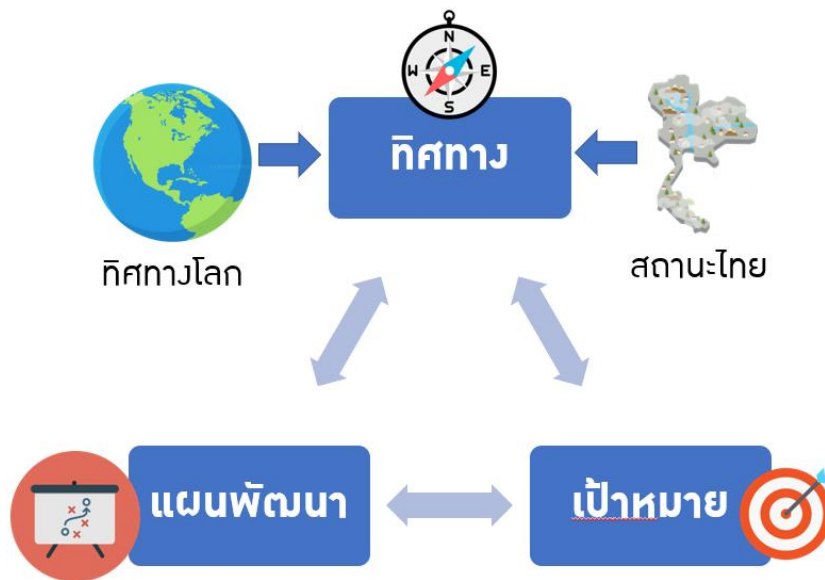 N
W E
S
ทิศทาง
ทิศทางโลก
สถานะไทย
แผนพัฒนา
เป้าหมาย